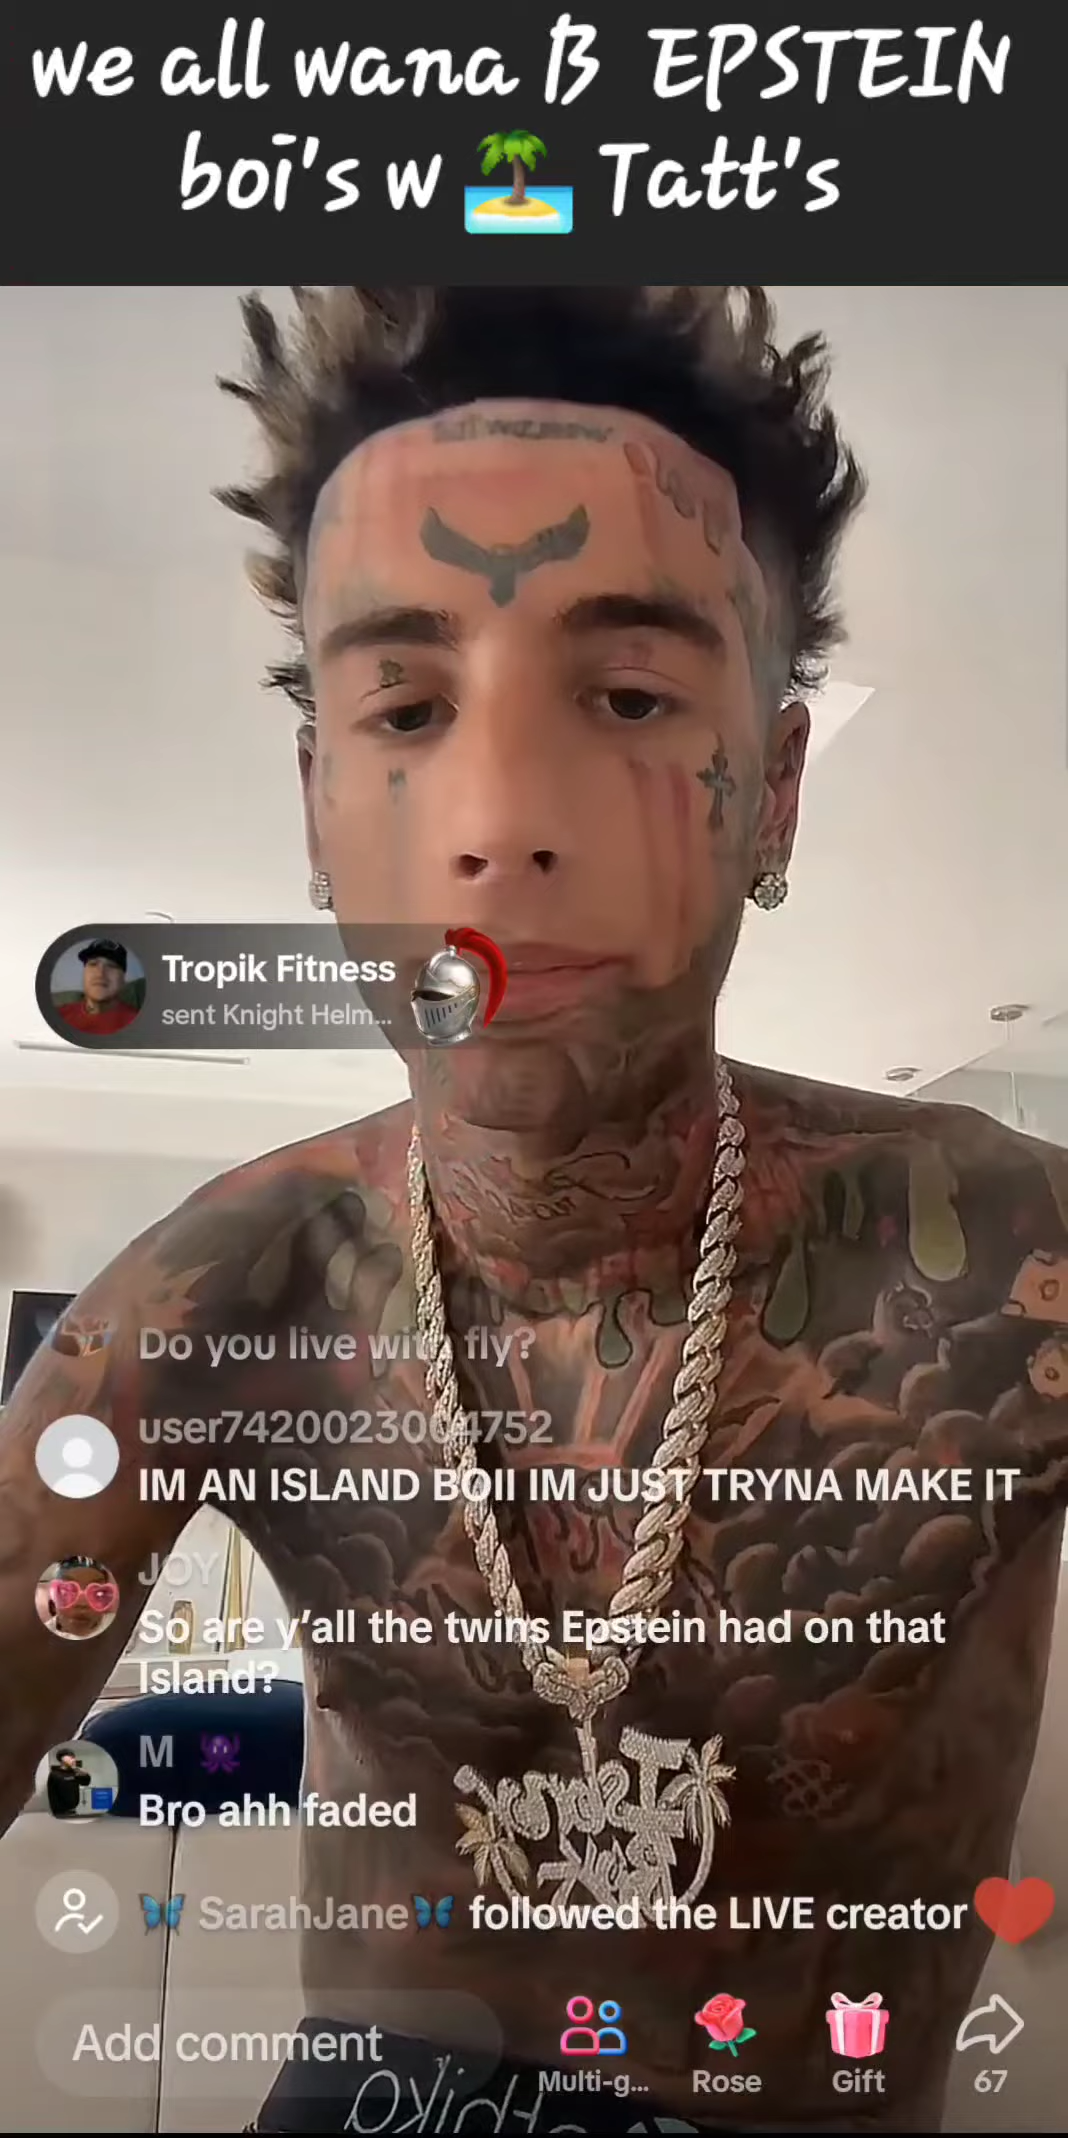 we all wana B EPSTEIN
boi's w 🏝️ Tatt's
Tropik Fitness
sent Knight Helm...
Do you live with fly?
user7420023004752
IM AN ISLAND BOII IM JUST TRYNA MAKE IT
JOY
So are y'all the twins Epstein had on that
Island?
M 🐙
Bro ahh faded
🦋 SarahJane🦋 followed the LIVE creator
Add comment
Multi-g...
Rose
Gift
67